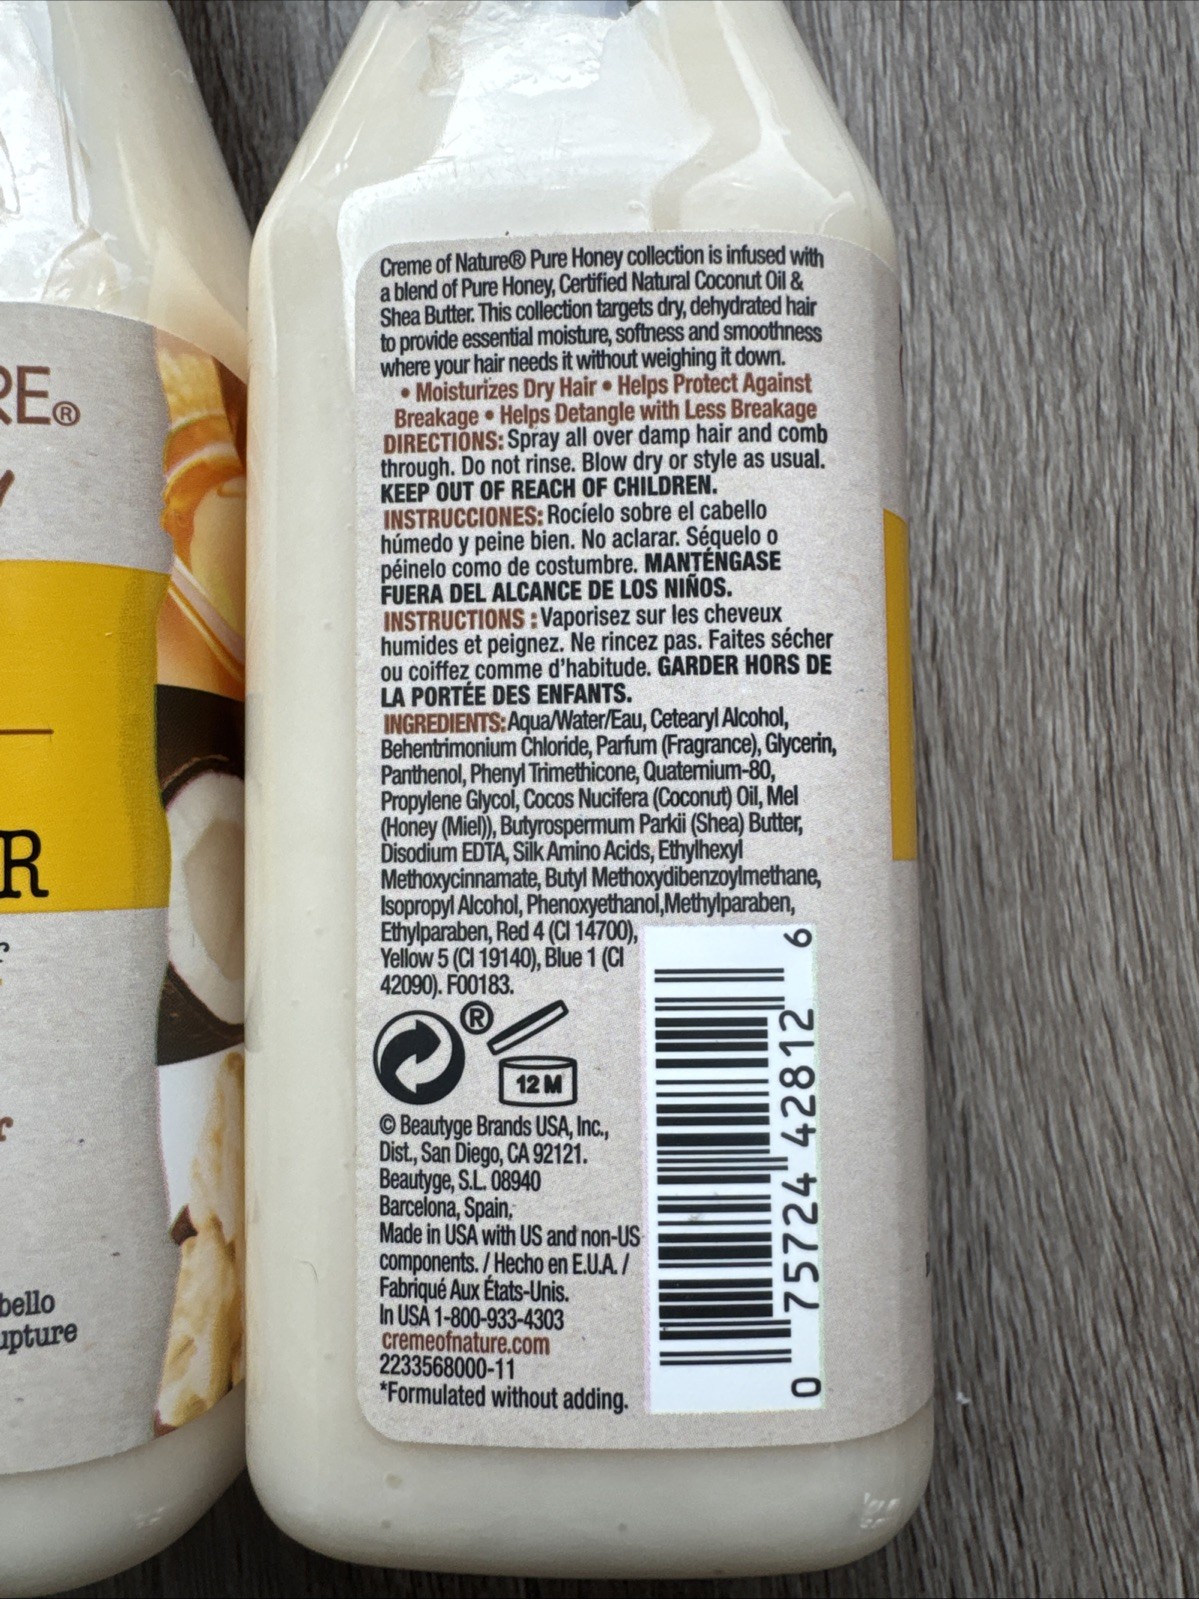 RE®
R
bello
upture
Creme of Nature® Pure Honey collection is infused with
a blend of Pure Honey, Certified Natural Coconut Oil &
Shea Butter. This collection targets dry, dehydrated hair
to provide essential moisture, softness and smoothness
where your hair needs it without weighing it down.
• Moisturizes Dry Hair • Helps Protect Against
Breakage • Helps Detangle with Less Breakage
DIRECTIONS: Spray all over damp hair and comb
through. Do not rinse. Blow dry or style as usual.
KEEP OUT OF REACH OF CHILDREN.
INSTRUCCIONES: Rocíelo sobre el cabello
húmedo y peine bien. No aclarar. Séquelo o
péinelo como de costumbre. MANTÉNGASE
FUERA DEL ALCANCE DE LOS NIÑOS.
INSTRUCTIONS : Vaporisez sur les cheveux
humides et peignez. Ne rincez pas. Faites sécher
ou coiffez comme d'habitude. GARDER HORS DE
LA PORTÉE DES ENFANTS.
INGREDIENTS: Aqua/Water/Eau, Cetearyl Alcohol,
Behentrimonium Chloride, Parfum (Fragrance), Glycerin,
Panthenol, Phenyl Trimethicone, Quaternium-80,
Propylene Glycol, Cocos Nucifera (Coconut) Oil, Mel
(Honey (Miel)), Butyrospermum Parkii (Shea) Butter,
Disodium EDTA, Silk Amino Acids, Ethylhexyl
Methoxycinnamate, Butyl Methoxydibenzoylmethane,
Isopropyl Alcohol, Phenoxyethanol,Methylparaben,
Ethylparaben, Red 4 (CI 14700),
Yellow 5 (CI 19140), Blue 1 (CI
42090). F00183.
®
12 M
© Beautyge Brands USA, Inc.,
Dist., San Diego, CA 92121.
Beautyge, S.L. 08940
Barcelona, Spain,
Made in USA with US and non-US
components. / Hecho en E.U.A. /
Fabriqué Aux États-Unis.
In USA 1-800-933-4303
cremeofnature.com
2233568000-11
*Formulated without adding.
0 75724 42812 6